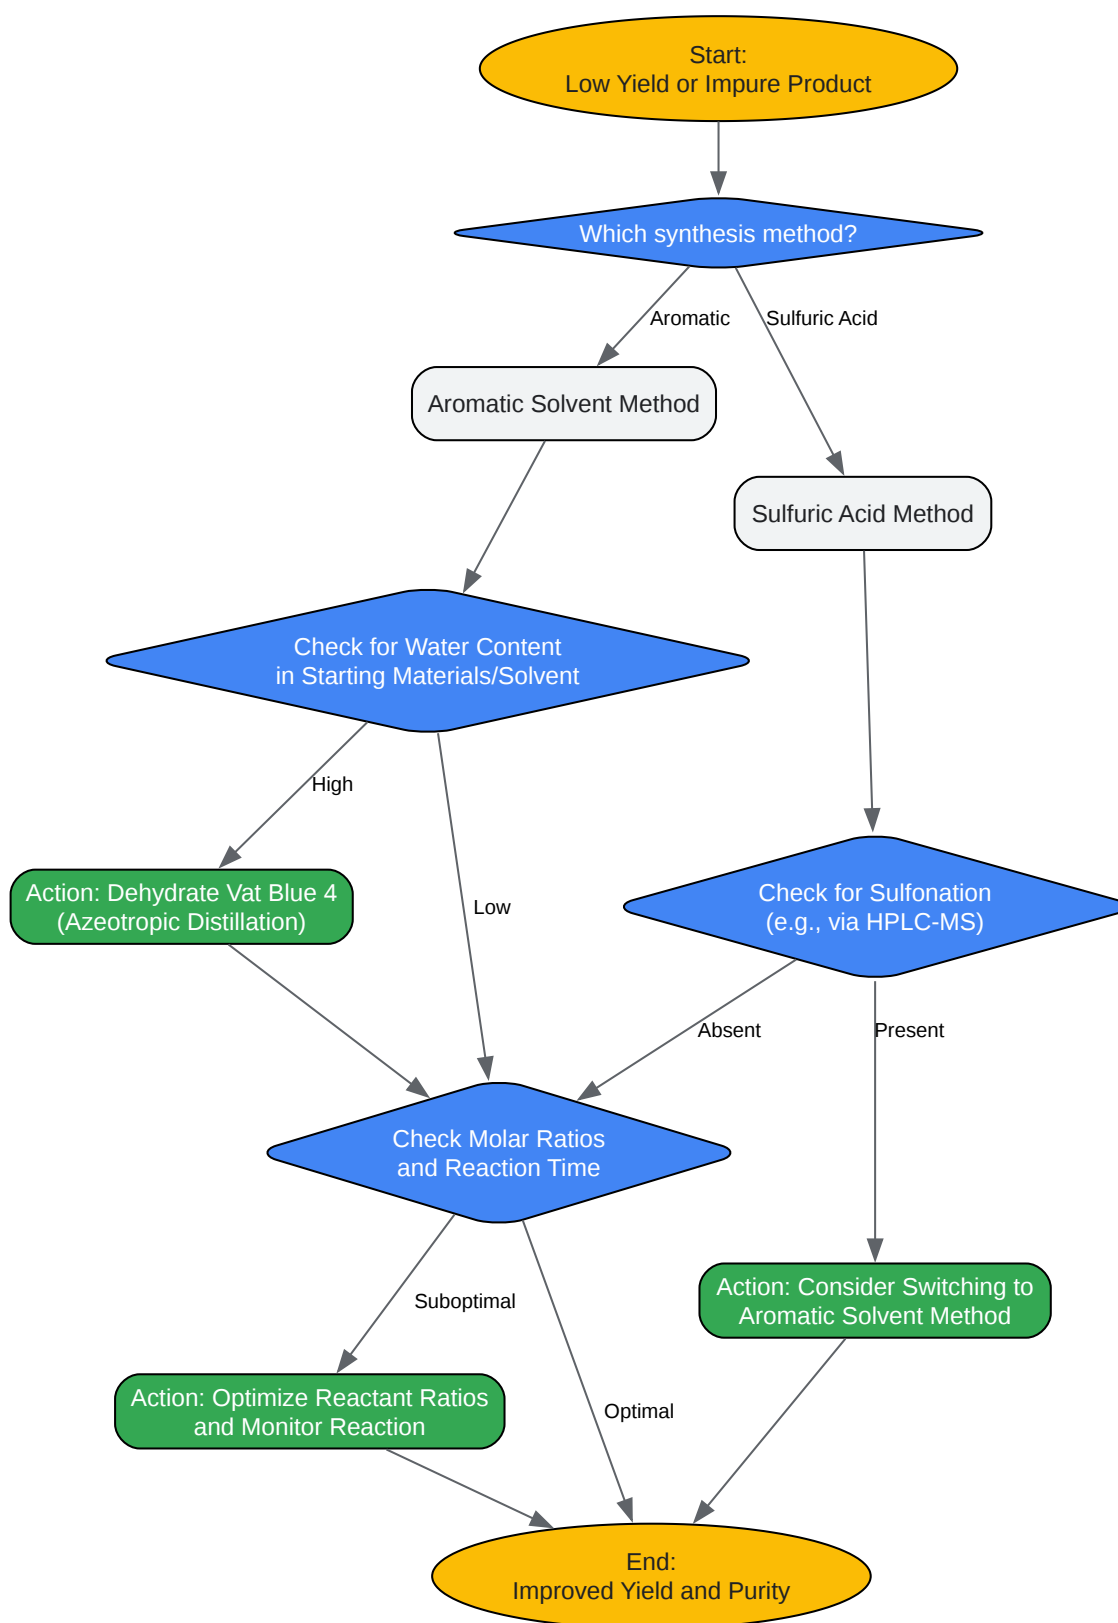 Start:
Low Yield or Impure Product
Which synthesis method?
Aromatic
Sulfuric Acid
Aromatic Solvent Method
Sulfuric Acid Method
Check for Water Content
in Starting Materials/Solvent
High
Low
Action: Dehydrate Vat Blue 4
(Azeotropic Distillation)
Check for Sulfonation
(e.g., via HPLC-MS)
Absent
Present
Check Molar Ratios
and Reaction Time
Suboptimal
Optimal
Action: Consider Switching to
Aromatic Solvent Method
Action: Optimize Reactant Ratios
and Monitor Reaction
End:
Improved Yield and Purity